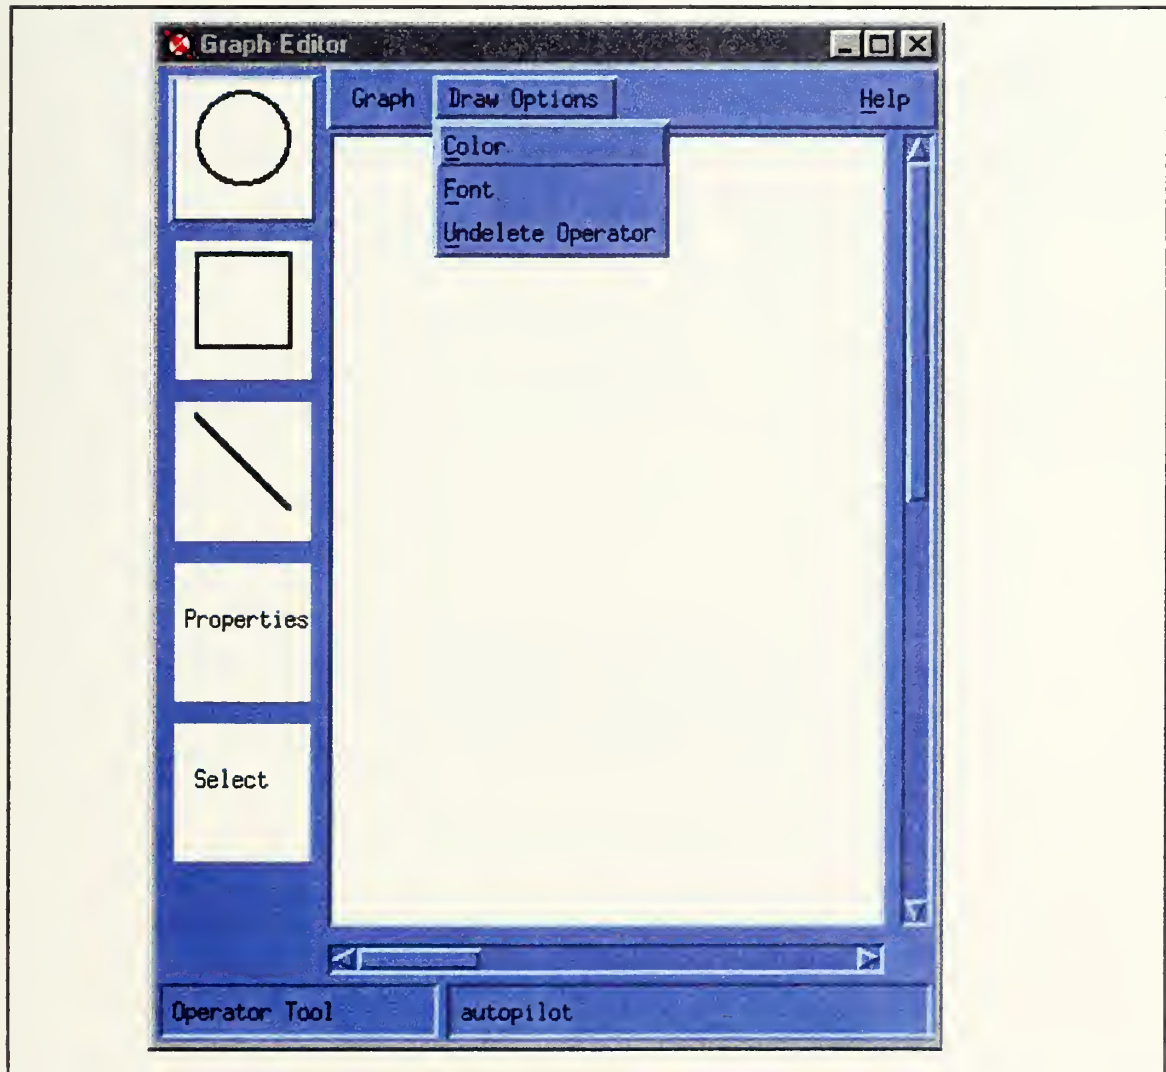 Graph Editor
Graph Draw Options Help
Color
Font
Undelete Operator
Properties
Select
Operator Tool autopilot